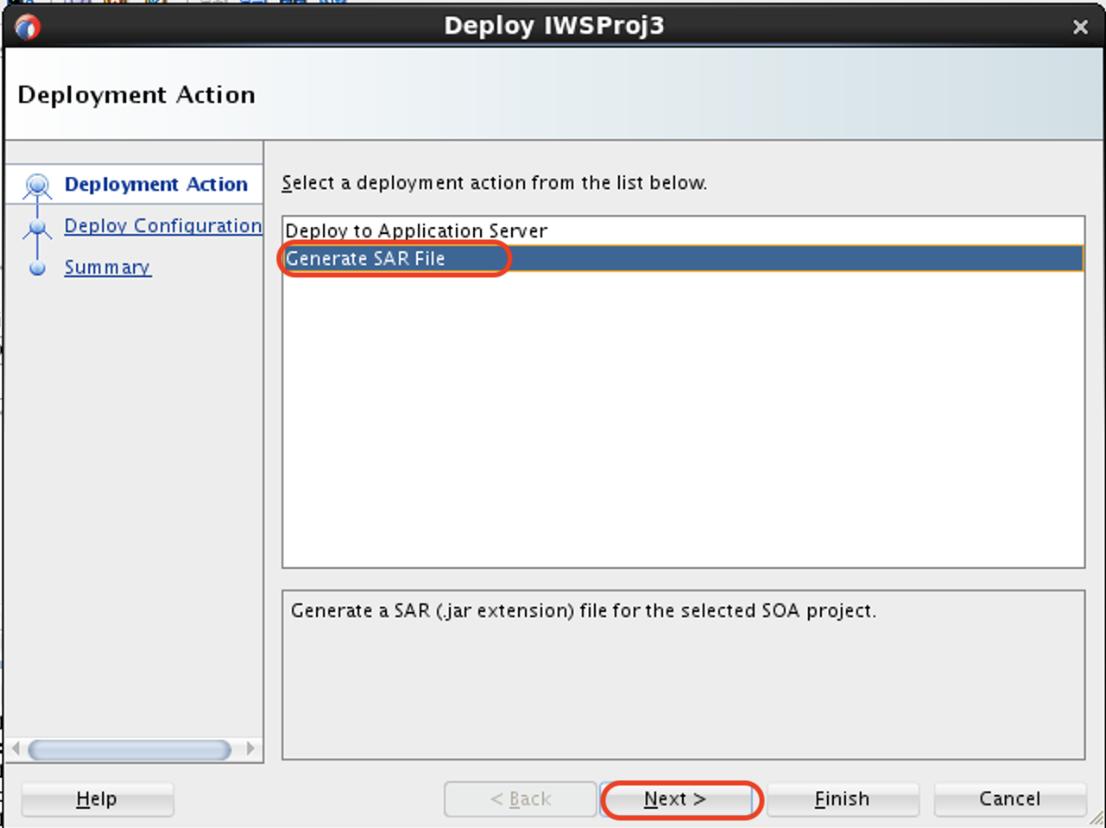 Deploy IWSProj3
Deployment Action
Deployment Action
Deploy Configuration
Summary
Select a deployment action from the list below.
Deploy to Application Server
Generate SAR File
Generate a SAR (.jar extension) file for the selected SOA project.
Help
< Back
Next >
Finish
Cancel